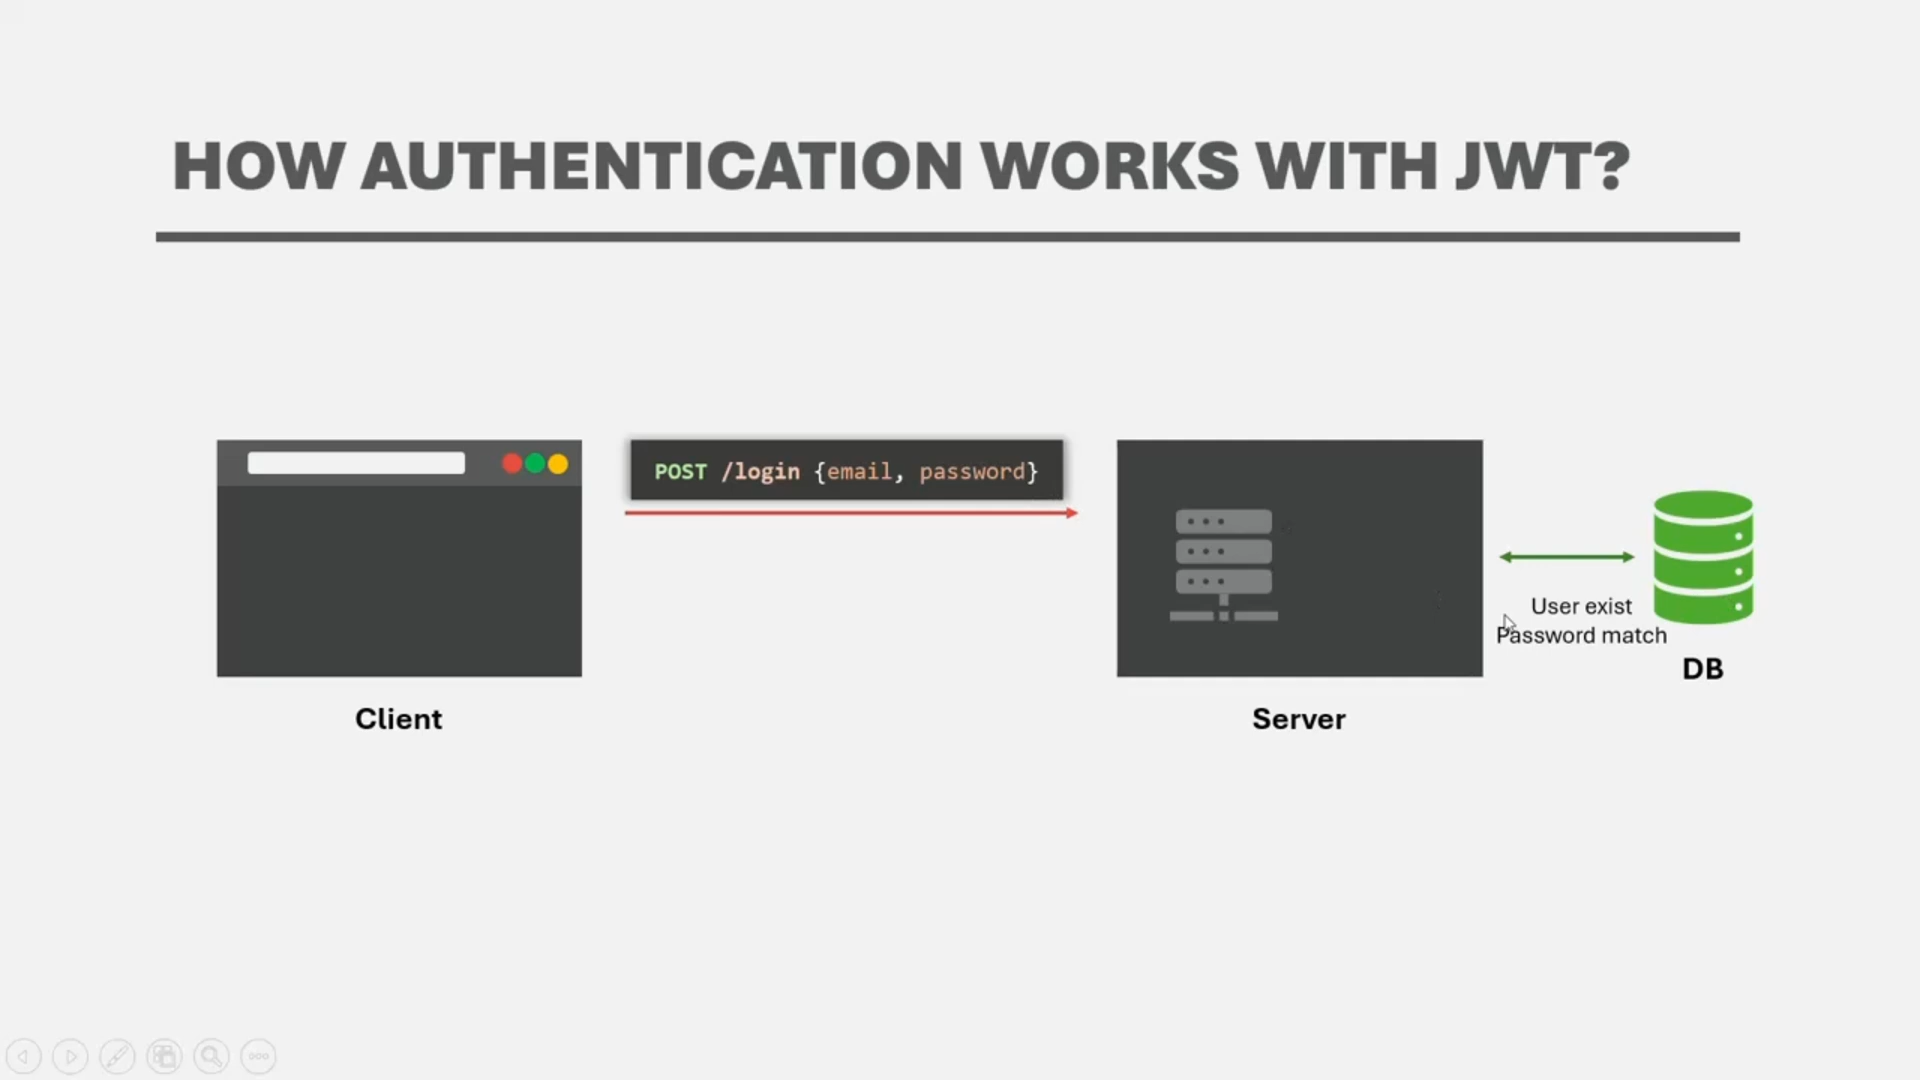 HOW AUTHENTICATION WORKS WITH JWT?
POST /login {email, password}
User exist
Password match
DB
Client
Server